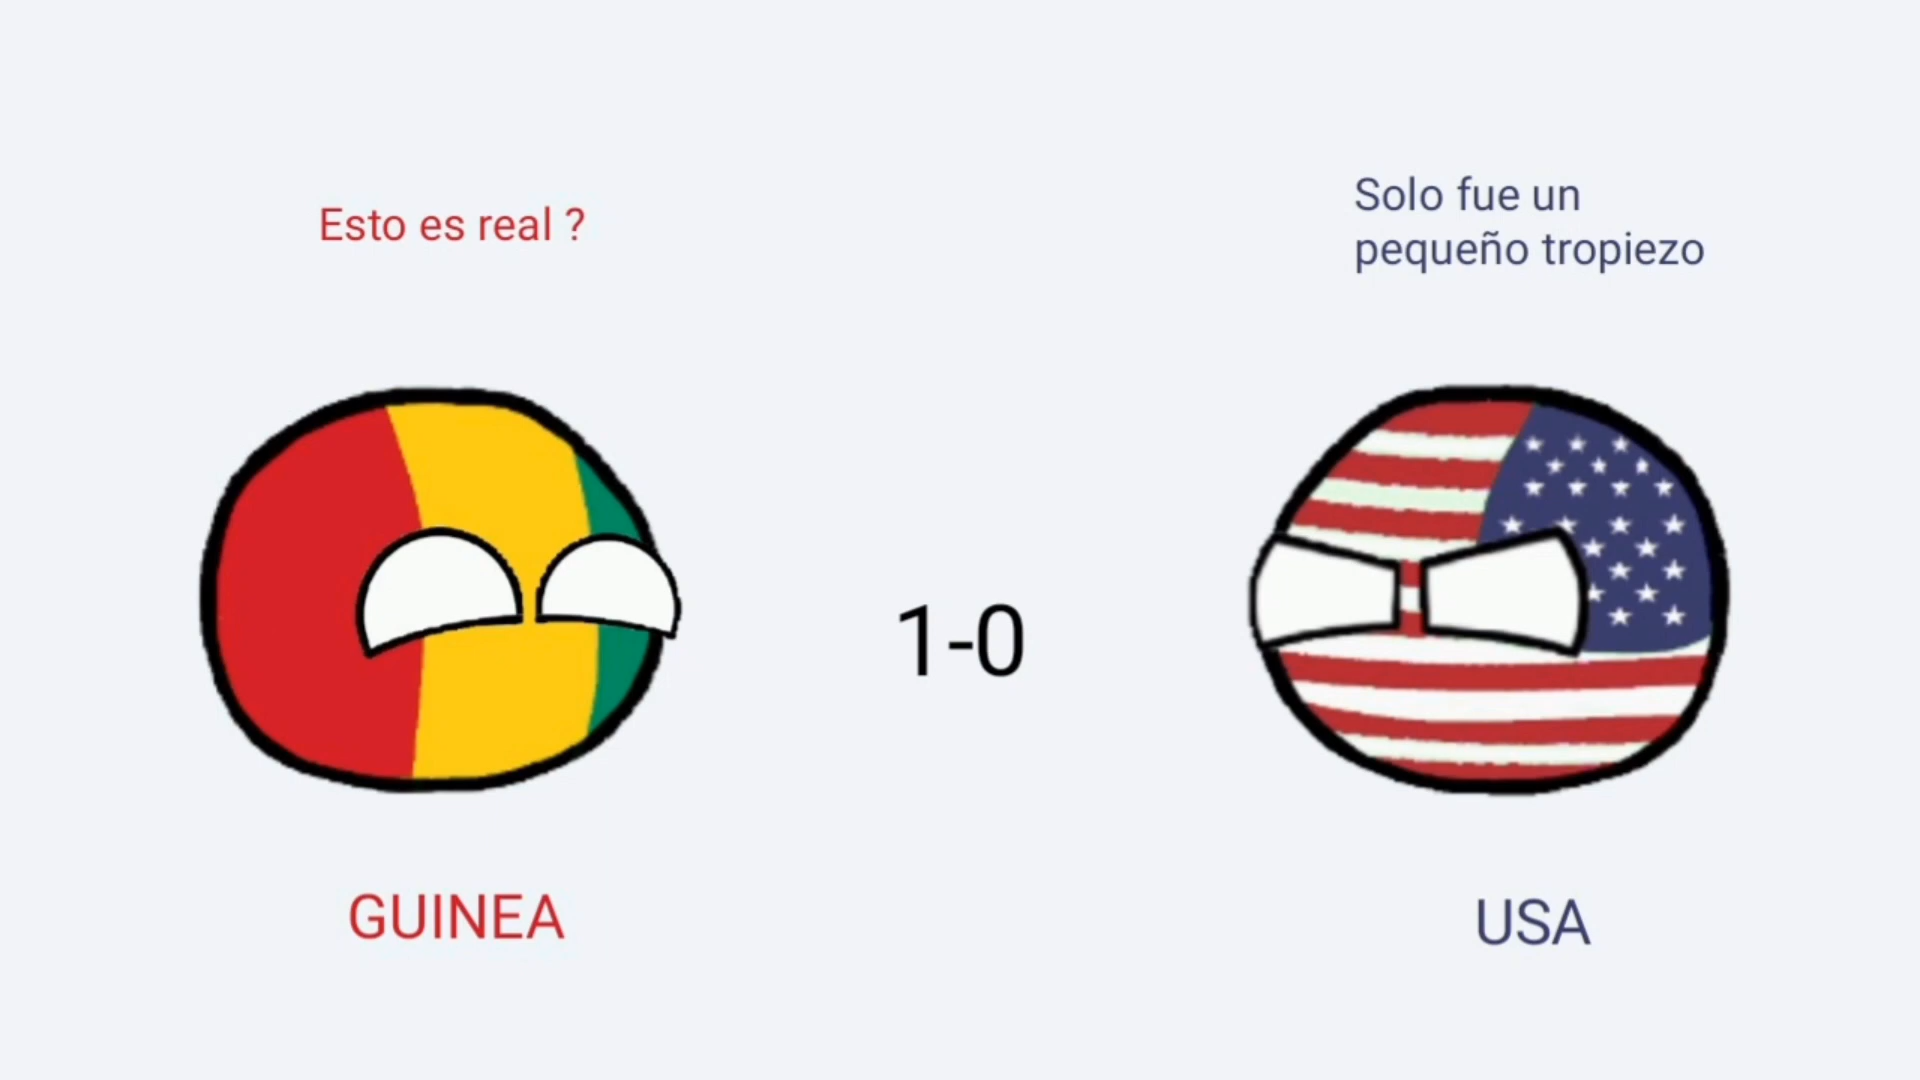 Esto es real ?
Solo fue un
pequeño tropiezo
1-0
GUINEA
USA